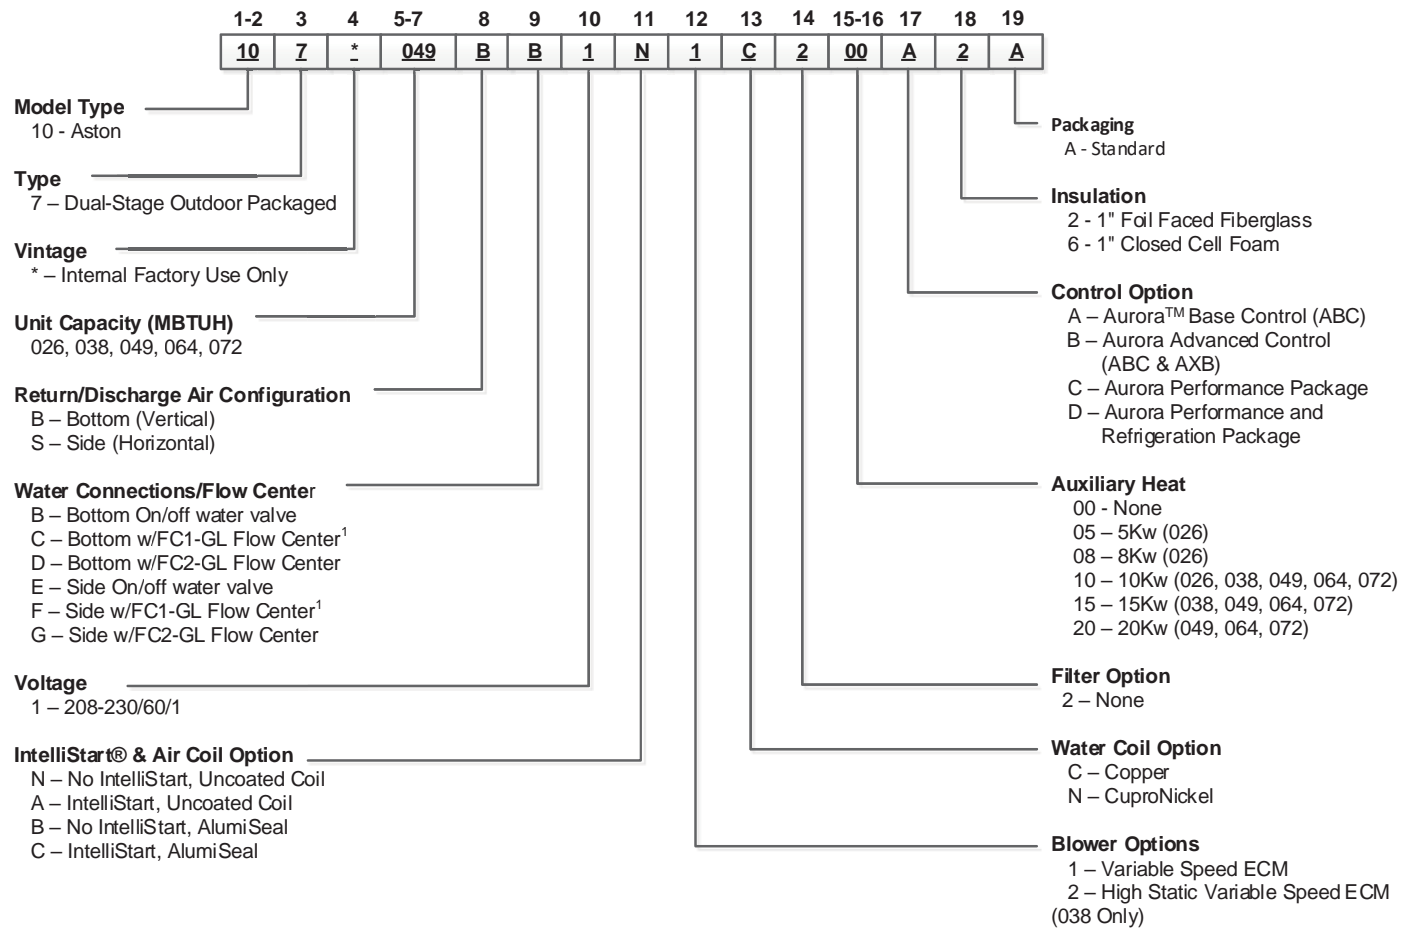 1-2 3 4 5-7 8 9 10 11 12 13 14 15-16 17 18 19
10 7 * 049 B B 1 N 1 C 2 00 A 2 A
Model Type
10 - Aston
Type
7 – Dual-Stage Outdoor Packaged
Vintage
* – Internal Factory Use Only
Unit Capacity (MBTUH)
026, 038, 049, 064, 072
Return/Discharge Air Configuration
B – Bottom (Vertical)
S – Side (Horizontal)
Water Connections/Flow Center
B – Bottom On/off water valve
C – Bottom w/FC1-GL Flow Center¹
D – Bottom w/FC2-GL Flow Center
E – Side On/off water valve
F – Side w/FC1-GL Flow Center¹
G – Side w/FC2-GL Flow Center
Voltage
1 – 208-230/60/1
IntelliStart® & Air Coil Option
N – No IntelliStart, Uncoated Coil
A – IntelliStart, Uncoated Coil
B – No IntelliStart, AlumiSeal
C – IntelliStart, AlumiSeal
Packaging
A - Standard
Insulation
2 - 1" Foil Faced Fiberglass
6 - 1" Closed Cell Foam
Control Option
A – Aurora™ Base Control (ABC)
B – Aurora Advanced Control
(ABC & AXB)
C – Aurora Performance Package
D – Aurora Performance and
Refrigeration Package
Auxiliary Heat
00 - None
05 – 5Kw (026)
08 – 8Kw (026)
10 – 10Kw (026, 038, 049, 064, 072)
15 – 15Kw (038, 049, 064, 072)
20 – 20Kw (049, 064, 072)
Filter Option
2 – None
Water Coil Option
C – Copper
N – CuproNickel
Blower Options
1 – Variable Speed ECM
2 – High Static Variable Speed ECM
(038 Only)